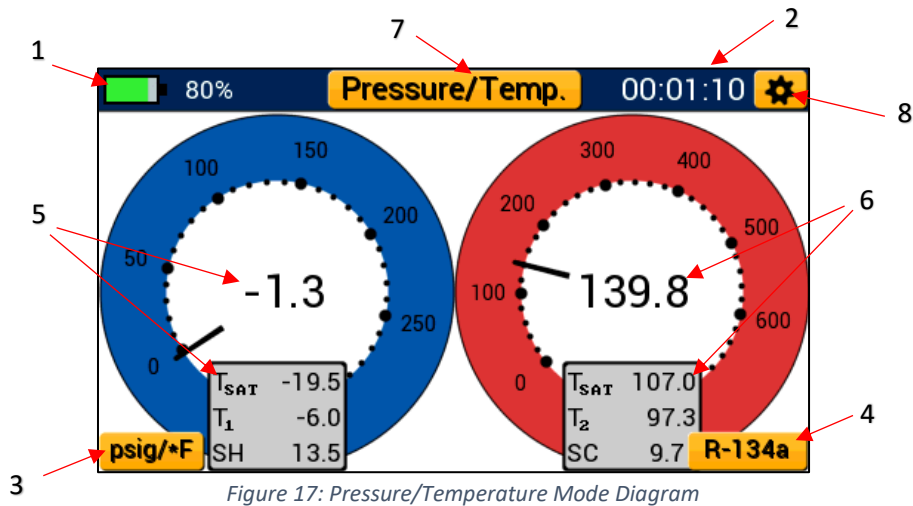 7
2
1
80%
Pressure/Temp.
00:01:10
8
150
100
200
50
250
0
-1.3
5
300
400
200
500
100
600
0
139.8
6
TSAT -19.5
T1 -6.0
SH 13.5
TSAT 107.0
T2 97.3
SC 9.7
4
psig/*F
R-134a
3
Figure 17: Pressure/Temperature Mode Diagram